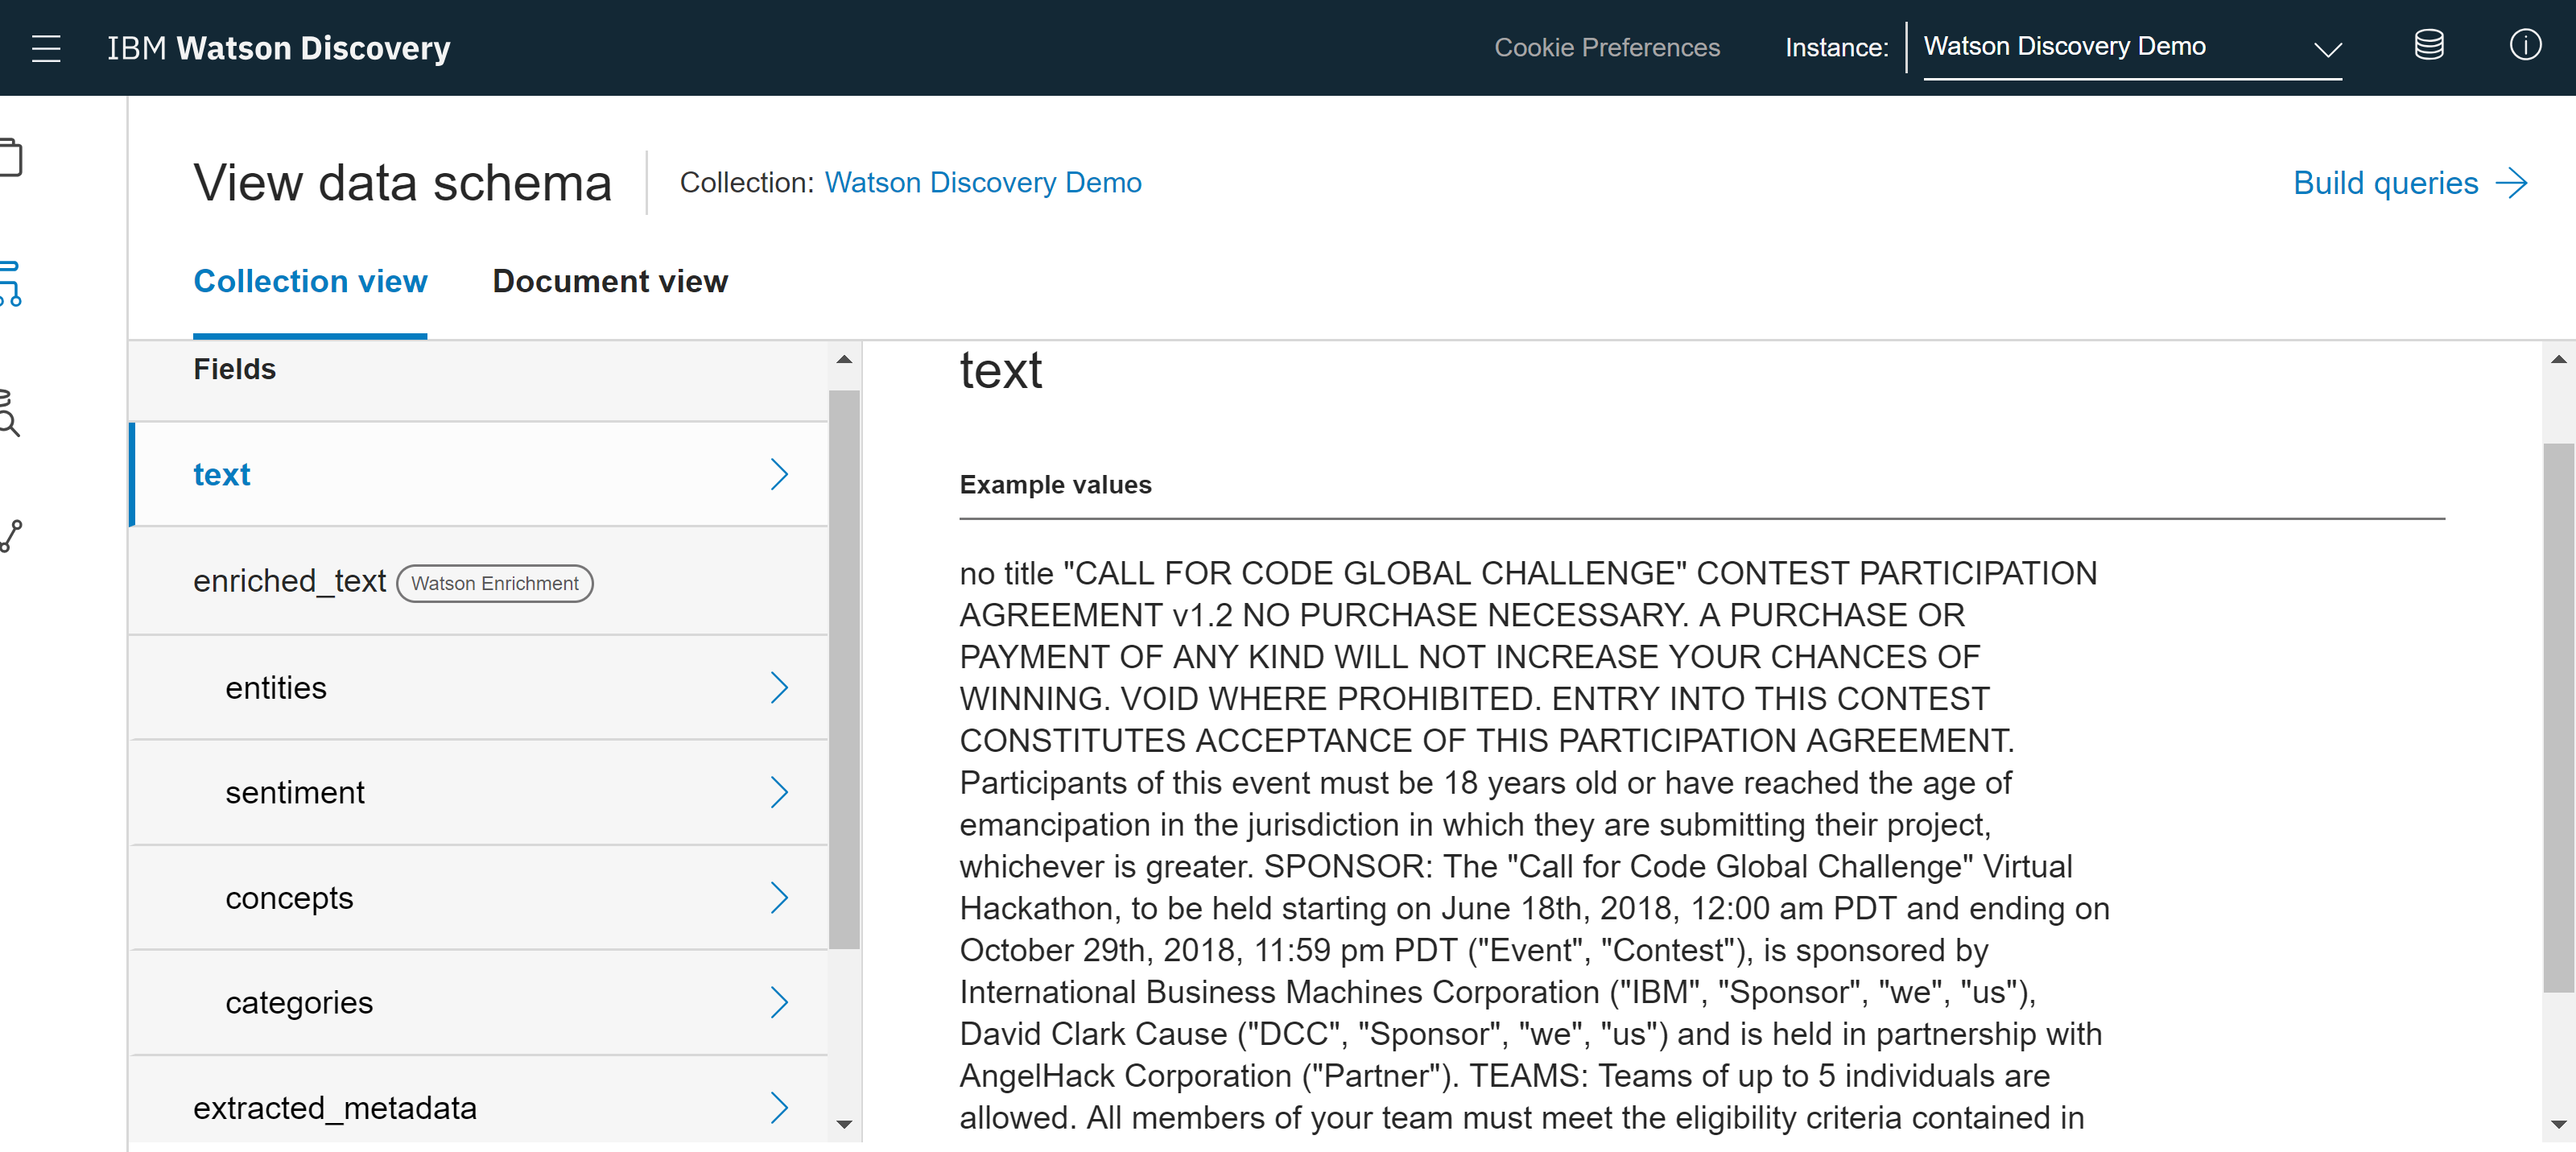 IBM Watson Discovery
Cookie Preferences
Instance:
Watson Discovery Demo
View data schema
Collection: Watson Discovery Demo
Build queries
Collection view
Document view
Fields
text
enriched_text Watson Enrichment
entities
sentiment
concepts
categories
extracted_metadata
text
Example values
no title "CALL FOR CODE GLOBAL CHALLENGE" CONTEST PARTICIPATION
AGREEMENT v1.2 NO PURCHASE NECESSARY. A PURCHASE OR
PAYMENT OF ANY KIND WILL NOT INCREASE YOUR CHANCES OF
WINNING. VOID WHERE PROHIBITED. ENTRY INTO THIS CONTEST
CONSTITUTES ACCEPTANCE OF THIS PARTICIPATION AGREEMENT.
Participants of this event must be 18 years old or have reached the age of
emancipation in the jurisdiction in which they are submitting their project,
whichever is greater. SPONSOR: The "Call for Code Global Challenge" Virtual
Hackathon, to be held starting on June 18th, 2018, 12:00 am PDT and ending on
October 29th, 2018, 11:59 pm PDT ("Event", "Contest"), is sponsored by
International Business Machines Corporation ("IBM", "Sponsor", "we", "us"),
David Clark Cause ("DCC", "Sponsor", "we", "us") and is held in partnership with
AngelHack Corporation ("Partner"). TEAMS: Teams of up to 5 individuals are
allowed. All members of your team must meet the eligibility criteria contained in